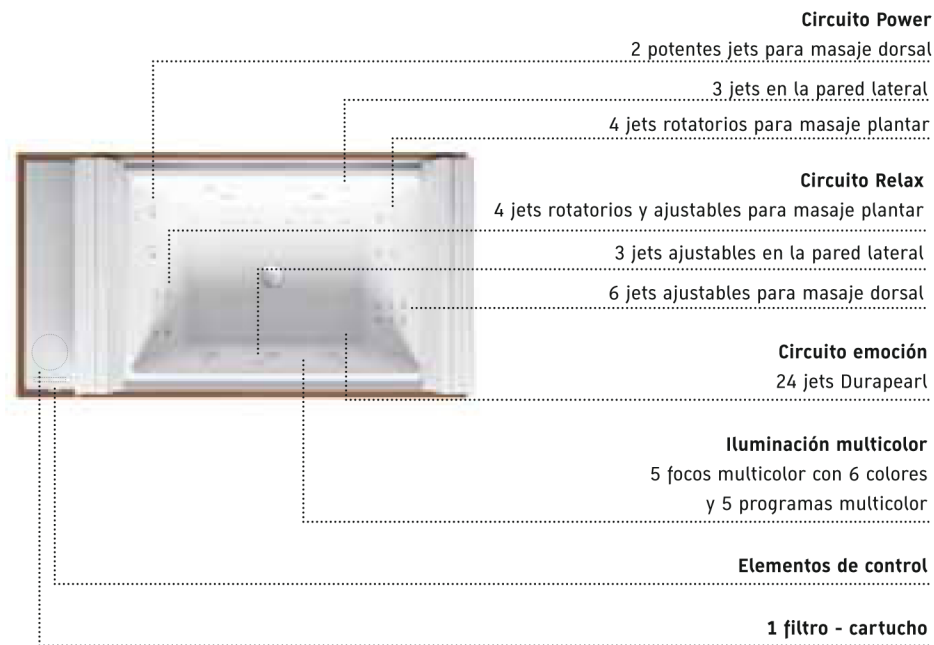 Circuito Power
2 potentes jets para masaje dorsal
3 jets en la pared lateral
4 jets rotatorios para masaje plantar
Circuito Relax
4 jets rotatorios y ajustables para masaje plantar
3 jets ajustables en la pared lateral
6 jets ajustables para masaje dorsal
Circuito emoción
24 jets Durapearl
Iluminación multicolor
5 focos multicolor con 6 colores
y 5 programas multicolor
Elementos de control
1 filtro - cartucho